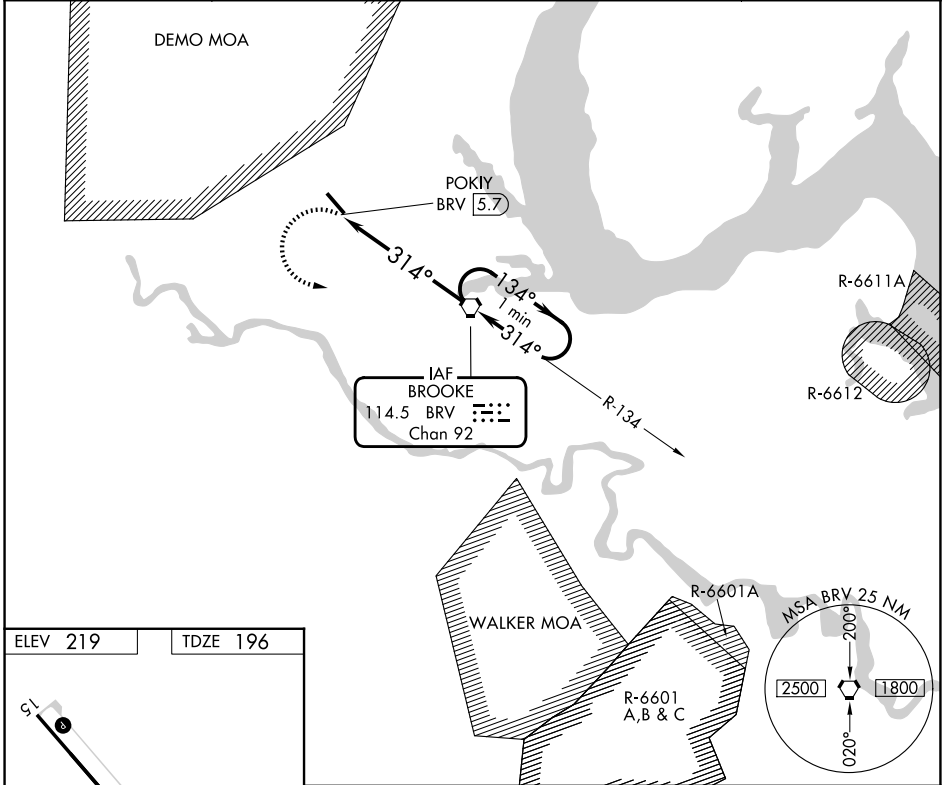 DEMO MOA
POKIY
BRV 5.7
314°
134°
1 min
314°
R-6611A
R-6612
IAF
BROOKE
114.5 BRV
Chan 92
R-134
R-6601A
WALKER MOA
R-6601
A,B & C
MSA BRV 25 NM
200°
2500
1800
020°
ELEV 219
TDZE 196
15
P